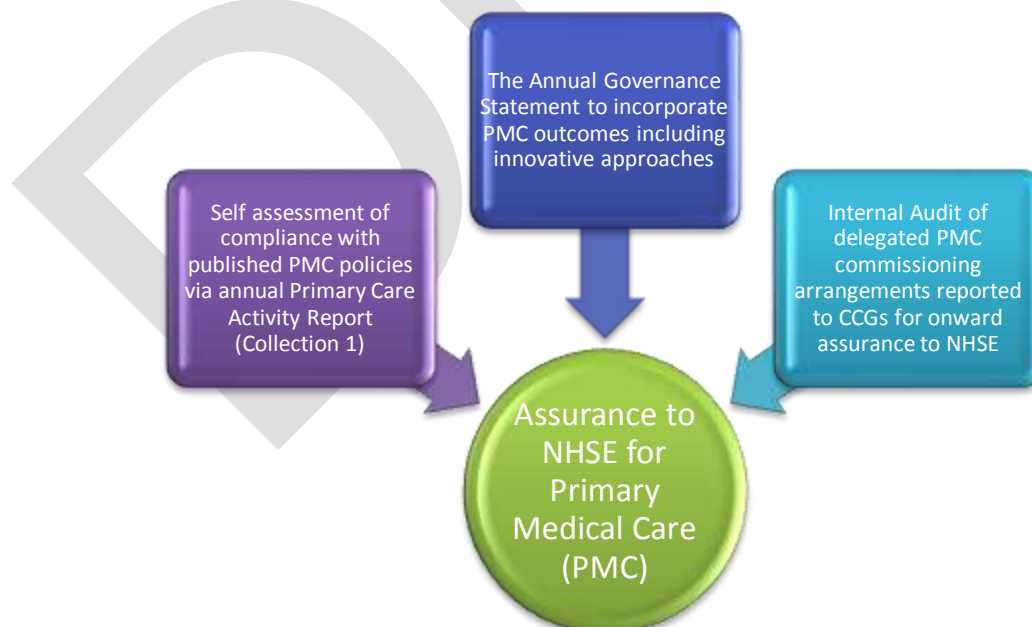 The Annual Governance
Statement to incorporate
PMC outcomes including
innovative approaches
Self assessment of
compliance with
published PMC policies
via annual Primary Care
Activity Report
(Collection 1)
Internal Audit of
delegated PMC
commissioning
arrangements reported
to CCGs for onward
assurance to NHSE
Assurance to
NHSE for
Primary
Medical Care
(PMC)